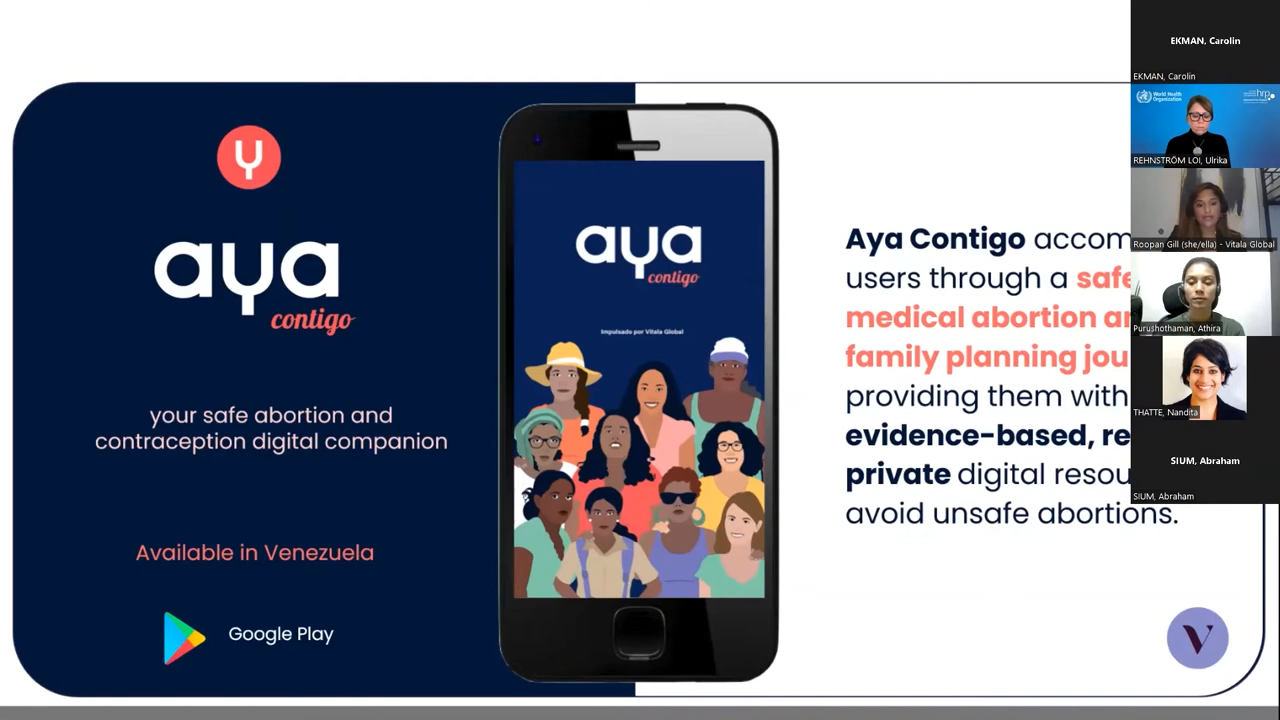 Y
aya
contigo
your safe abortion and
contraception digital companion
Available in Venezuela
Google Play
aya
contigo
Impulsado por Vitala Global
Aya Contigo accom
users through a safe
medical abortion an
family planning jou
providing them with
evidence-based, re
private digital resou
avoid unsafe abortions.
V
EKMAN, Carolin
EKMAN, Carolin
World Health
Organization
hrp
REHNSTRÖM LOI, Ulrika
Roopan Gill (she/ella) - Vitala Global
Purushothaman, Athira
THATTE, Nandita
SIUM, Abraham
SIUM, Abraham